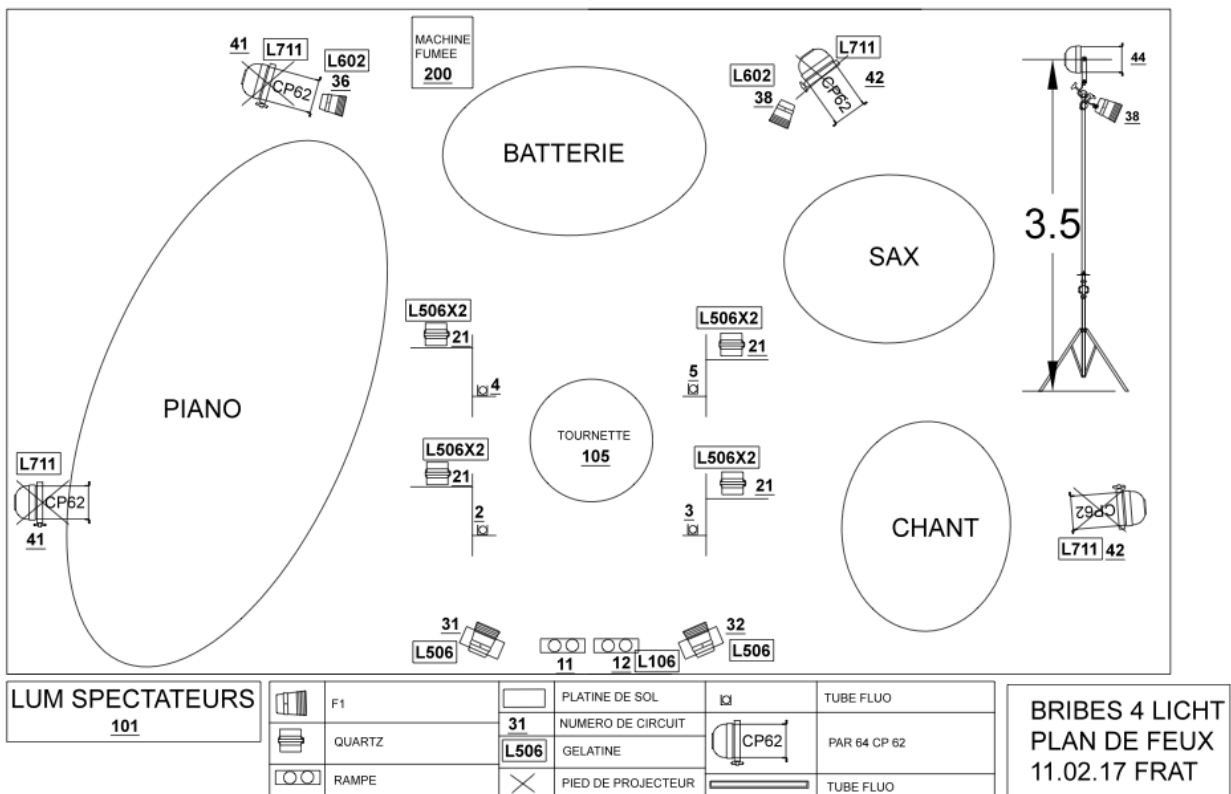 41
L711
L602
36
CP62
MACHINE
FUMEE
200
L711
L602
42
38
CP62
44
38
3.5
BATTERIE
SAX
L506X2
21
L506X2
21
4
5
PIANO
TOURNETTE
105
L506X2
21
L506X2
21
L711
CP62
41
2
3
CHANT
CP62
L711
42
31
L506
11
12
L106
32
L506
LUM SPECTATEURS
101
F1
QUARTZ
RAMPE
PLATINE DE SOL
31
NUMERO DE CIRCUIT
L506
GELATINE
PIED DE PROJECTEUR
TUBE FLUO
CP62
PAR 64 CP 62
TUBE FLUO
BRIBES 4 LICHT
PLAN DE FEUX
11.02.17 FRAT